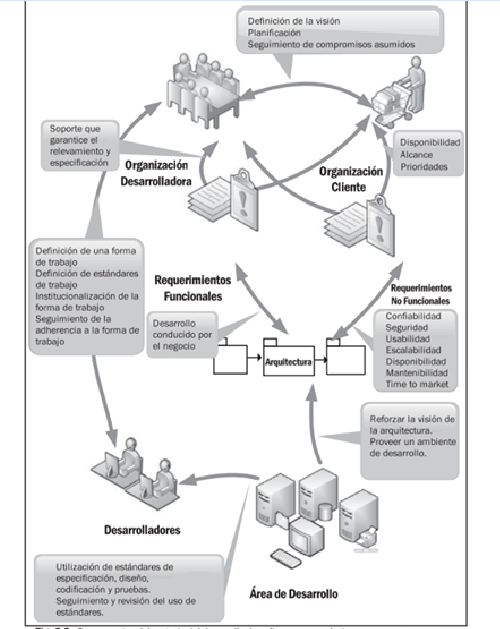 Definición de la visión
Planificación
Seguimiento de compromisos asumidos
Soporte que
garantice el
relevamiento y
especificación
Organización
Desarrolladora
Organización
Cliente
Disponibilidad
Alcance
Prioridades
Definición de una forma
de trabajo
Definición de estándares
de trabajo
Institucionalización de la
forma de trabajo
Seguimiento de la
adherencia a la forma de
trabajo
Requerimientos
Funcionales
Requerimientos
No Funcionales
Desarrollo
conducido por
el negocio
Arquitectura
Confiabilidad
Seguridad
Usabilidad
Escalabilidad
Disponibilidad
Mantenibilidad
Time to market
Reforzar la visión de
la arquitectura.
Proveer un ambiente
de desarrollo.
Desarrolladores
Área de Desarrollo
Utilización de estándares de
especificación, diseño,
codificación y pruebas.
Seguimiento y revisión del uso de
estándares.